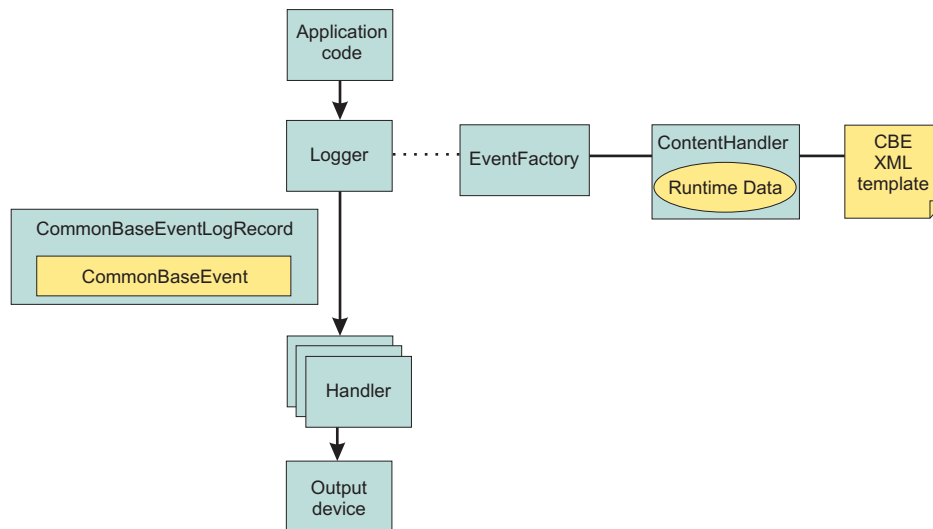 Application
code
Logger
EventFactory
ContentHandler
Runtime Data
CBE
XML
template
CommonBaseEventLogRecord
CommonBaseEvent
Handler
Output
device